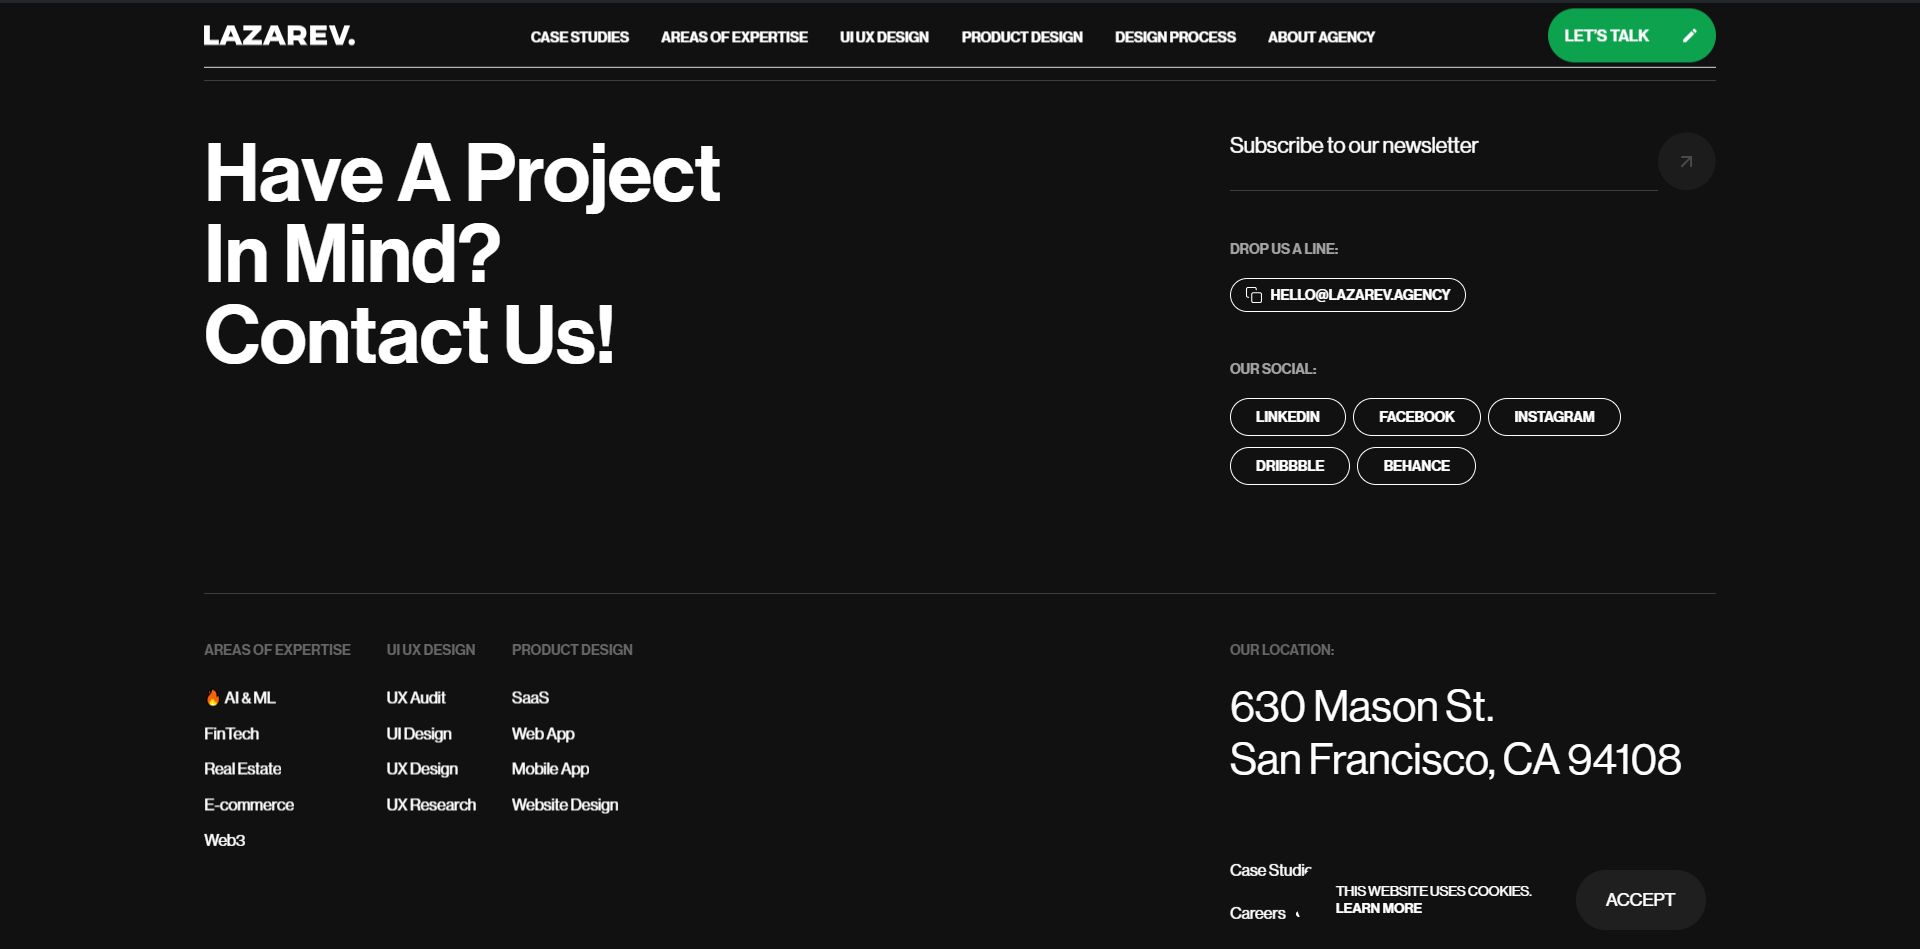 LAZAREV.
CASE STUDIES
AREAS OF EXPERTISE
UI UX DESIGN
PRODUCT DESIGN
DESIGN PROCESS
ABOUT AGENCY
LET'S TALK
Have A Project
In Mind?
Contact Us!
Subscribe to our newsletter
DROP US A LINE:
HELLO@LAZAREV.AGENCY
OUR SOCIAL:
LINKEDIN
FACEBOOK
INSTAGRAM
DRIBBBLE
BEHANCE
AREAS OF EXPERTISE
🔥 AI & ML
FinTech
Real Estate
E-commerce
Web3
UI UX DESIGN
UX Audit
UI Design
UX Design
UX Research
PRODUCT DESIGN
SaaS
Web App
Mobile App
Website Design
OUR LOCATION:
630 Mason St.
San Francisco, CA 94108
Case
Careers
THIS WEBSITE USES COOKIES.
LEARN MORE
ACCEPT